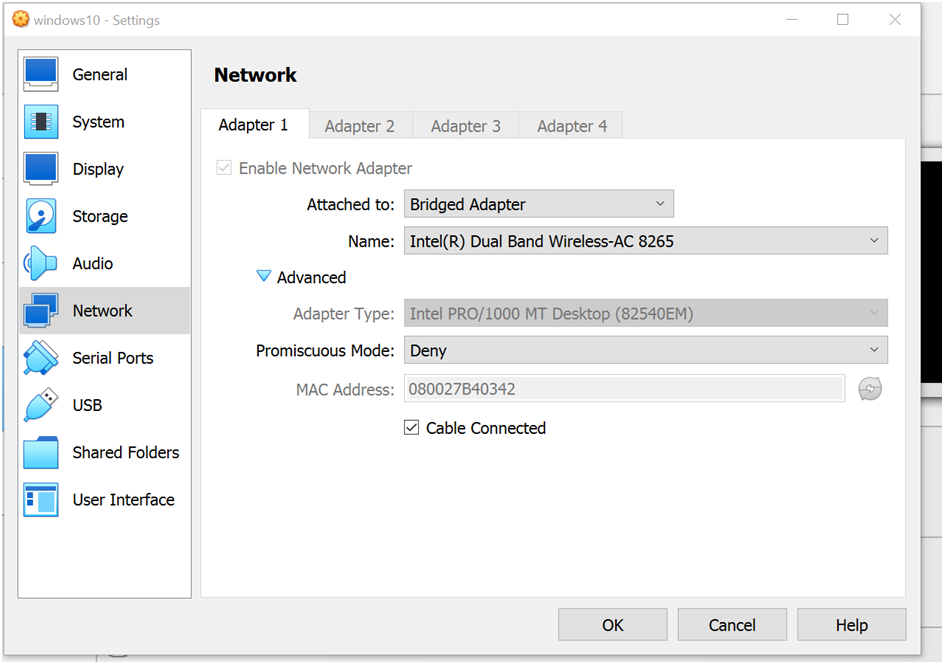 windows10 - Settings
General
System
Display
Storage
Audio
Network
Serial Ports
USB
Shared Folders
User Interface
Network
Adapter 1 Adapter 2 Adapter 3 Adapter 4
Enable Network Adapter
Attached to: Bridged Adapter
Name: Intel(R) Dual Band Wireless-AC 8265
Advanced
Adapter Type: Intel PRO/1000 MT Desktop (82540EM)
Promiscuous Mode: Deny
MAC Address: 080027B40342
Cable Connected
OK Cancel Help